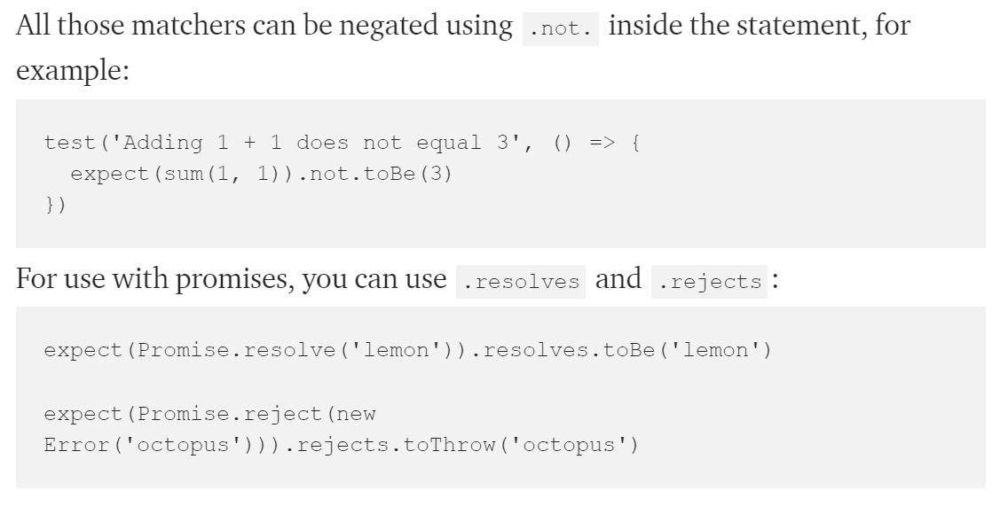 All those matchers can be negated using .not. inside the statement, for
example:
test('Adding 1 + 1 does not equal 3', () => {
  expect(sum(1, 1)).not.toBe(3)
})
For use with promises, you can use .resolves and .rejects :
expect(Promise.resolve('lemon')).resolves.toBe('lemon')
expect(Promise.reject(new
Error('octopus'))).rejects.toThrow('octopus')